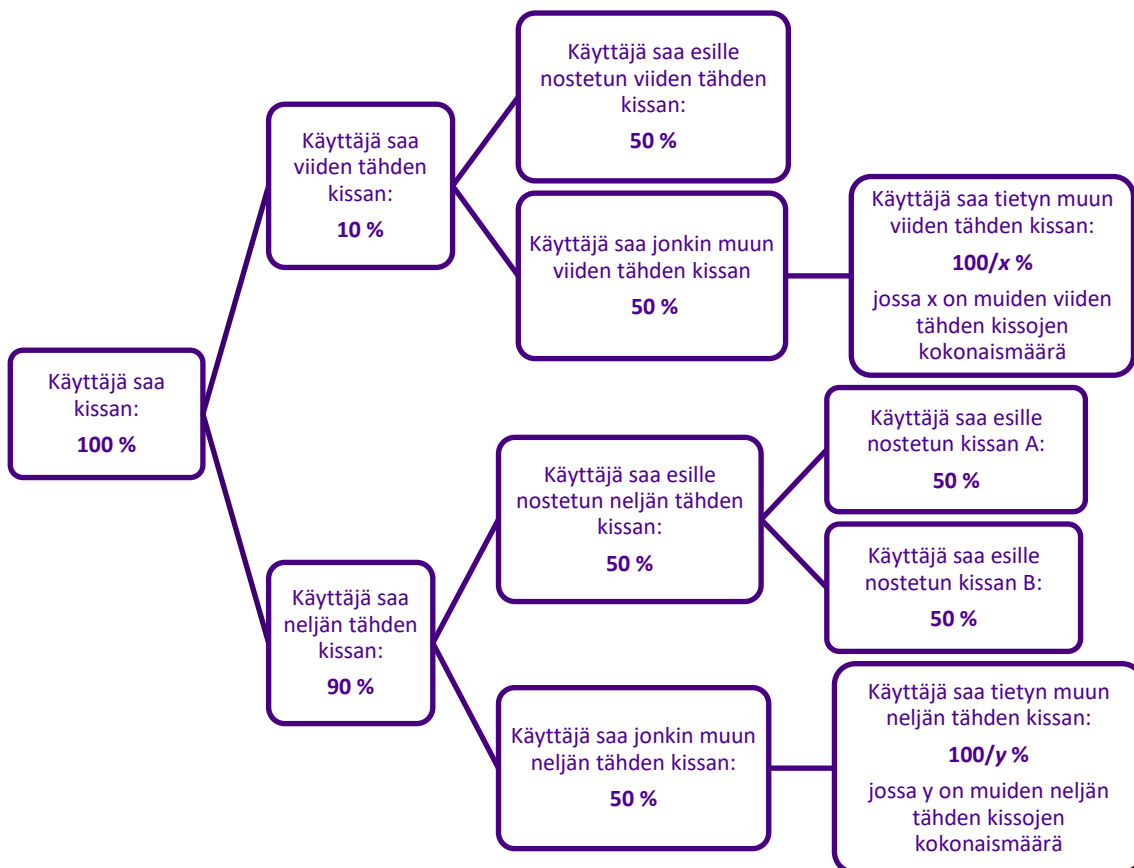 Käyttäjä saa
kissan:
100 %
Käyttäjä saa
viiden tähden
kissan:
10 %
Käyttäjä saa esille
nostetun viiden tähden
kissan:
50 %
Käyttäjä saa jonkin muun
viiden tähden kissan
50 %
Käyttäjä saa tietyn muun
viiden tähden kissan:
100/x %
jossa x on muiden viiden
tähden kissojen
kokonaismäärä
Käyttäjä saa
neljän tähden
kissan:
90 %
Käyttäjä saa esille
nostetun neljän tähden
kissan:
50 %
Käyttäjä saa esille
nostetun kissan A:
50 %
Käyttäjä saa esille
nostetun kissan B:
50 %
Käyttäjä saa jonkin muun
neljän tähden kissan:
50 %
Käyttäjä saa tietyn muun
neljän tähden kissan:
100/y %
jossa y on muiden neljän
tähden kissojen
kokonaismäärä